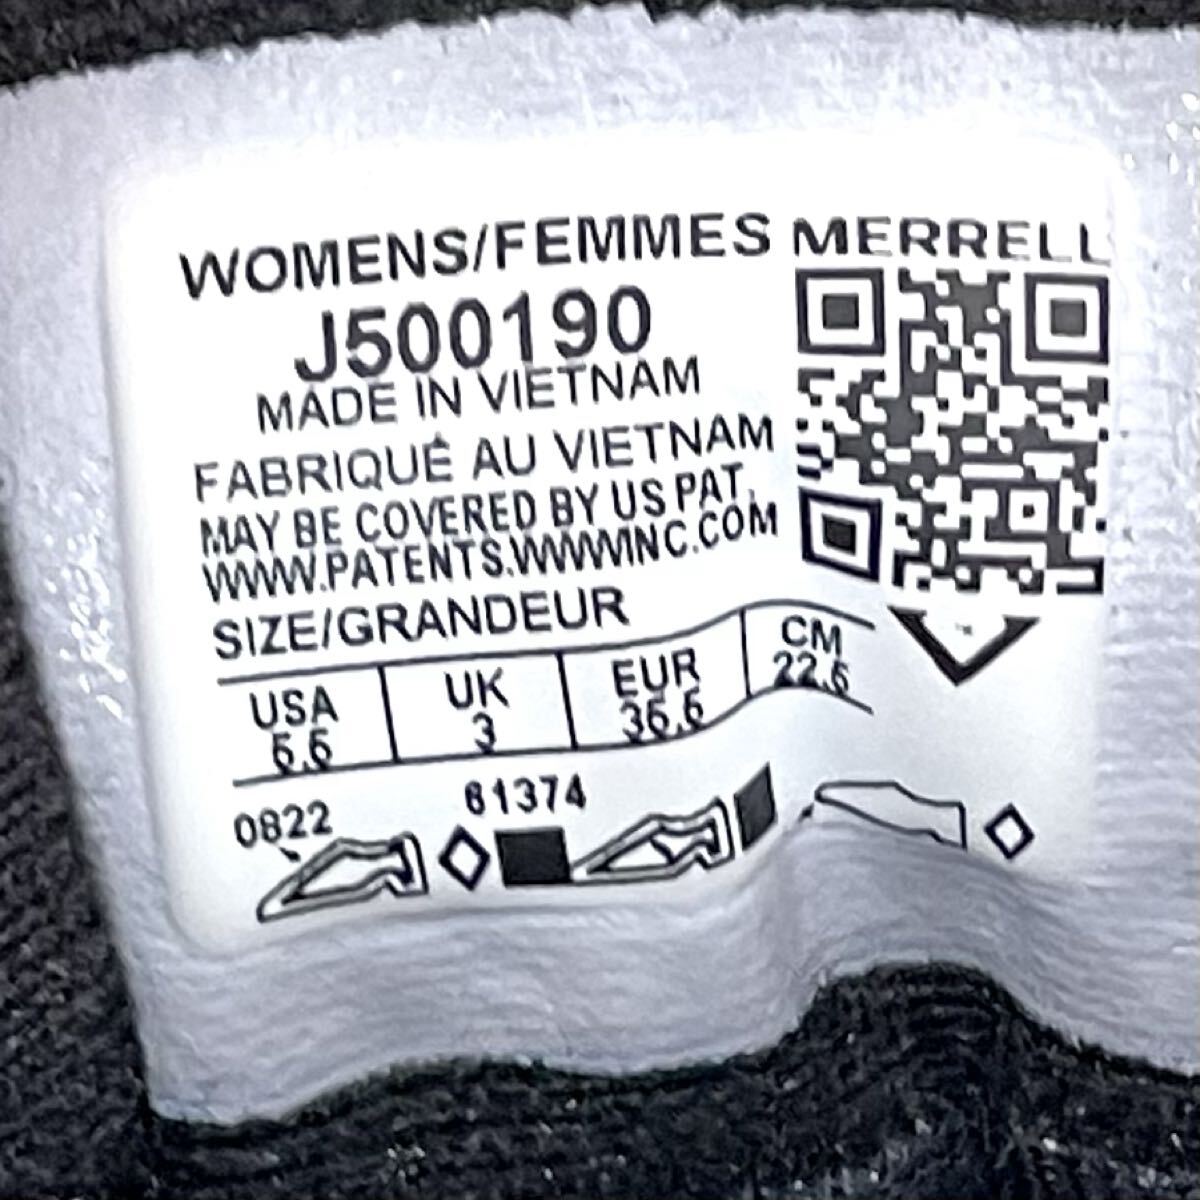 WOMENS/FEMMES MERRELL
J500190
MADE IN VIETNAM
FABRIQUÉ AU VIETNAM
MAY BE COVERED BY US PAT.
WWW.PATENTS.WWWINC.COM
SIZE/GRANDEUR
USA UK EUR CM
5.5 3 35.5 22.5
0822 61374